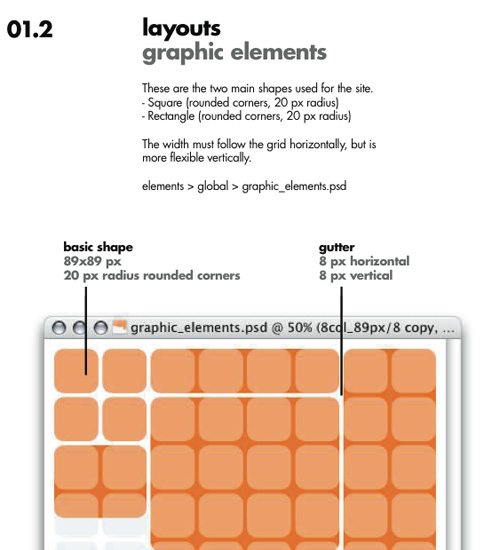 01.2
layouts
graphic elements
These are the two main shapes used for the site.
- Square (rounded corners, 20 px radius)
- Rectangle (rounded corners, 20 px radius)
The width must follow the grid horizontally, but is
more flexible vertically.
elements > global > graphic_elements.psd
basic shape
89x89 px
20 px radius rounded corners
gutter
8 px horizontal
8 px vertical
graphic_elements.psd @ 50% (8col_89px/8 copy, ...